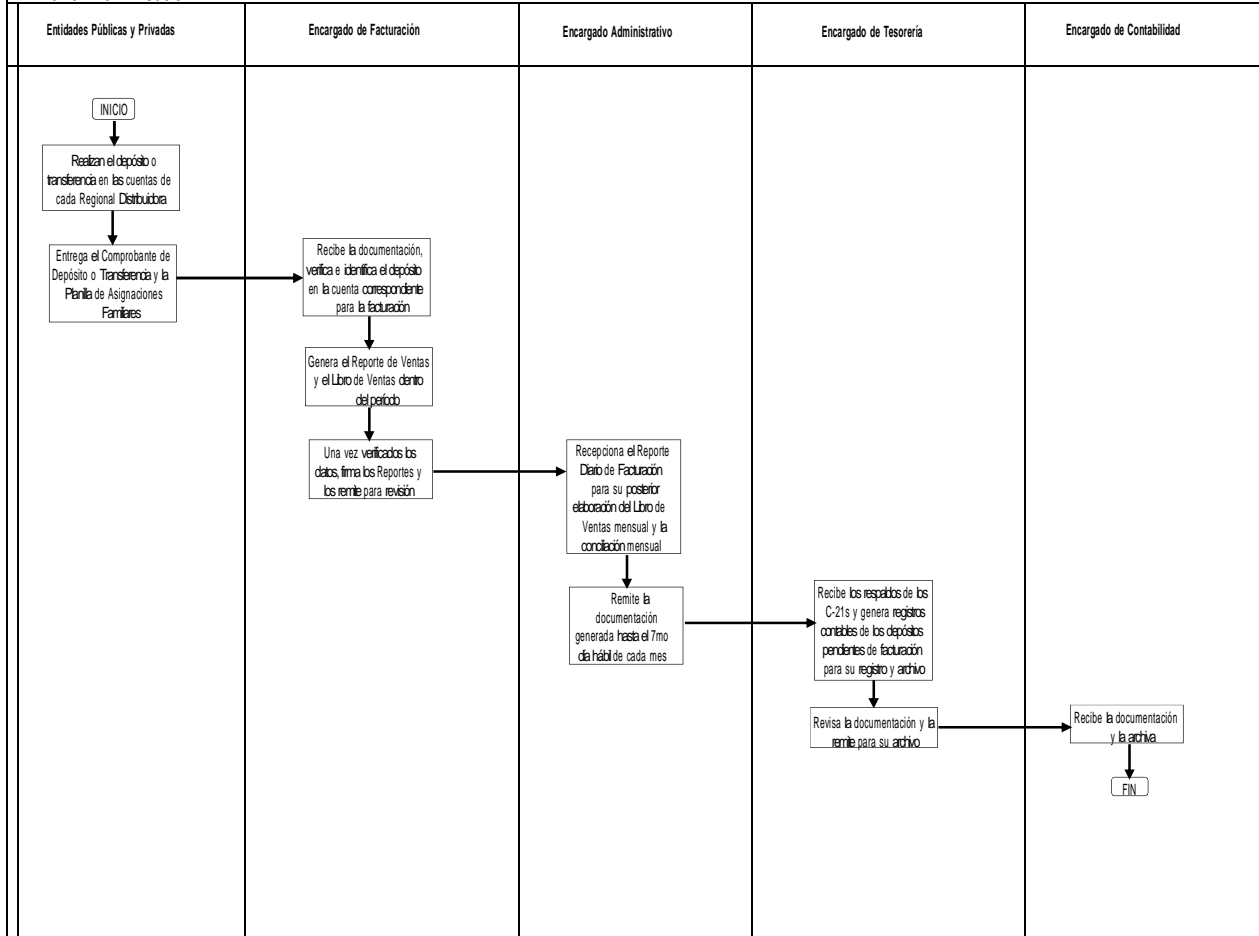 Entidades Públicas y Privadas
Encargado de Facturación
Encargado Administrativo
Encargado de Tesorería
Encargado de Contabilidad
INICIO
Realizan el depósito o
transferencia en las cuentas de
cada Regional Distribuidora
Entrega el Comprobante de
Depósito o Transferencia y la
Planilla de Asignaciones
Familiares
Recibe la documentación,
verifica e identifica el depósito
en la cuenta correspondiente
para la facturación
Genera el Reporte de Ventas
y el Libro de Ventas dentro
del período
Una vez verificados los
datos, firma los Reportes y
los remite para revisión
Recepciona el Reporte
Diario de Facturación
para su posterior
elaboración del Libro de
Ventas mensual y la
conciliación mensual
Remite la
documentación
generada hasta el 7mo
día hábil de cada mes
Recibe los respaldos de los
C-21s y genera registros
contables de los depósitos
pendientes de facturación
para su registro y archivo
Revisa la documentación y la
remite para su archivo
Recibe la documentación
y la archiva
FIN